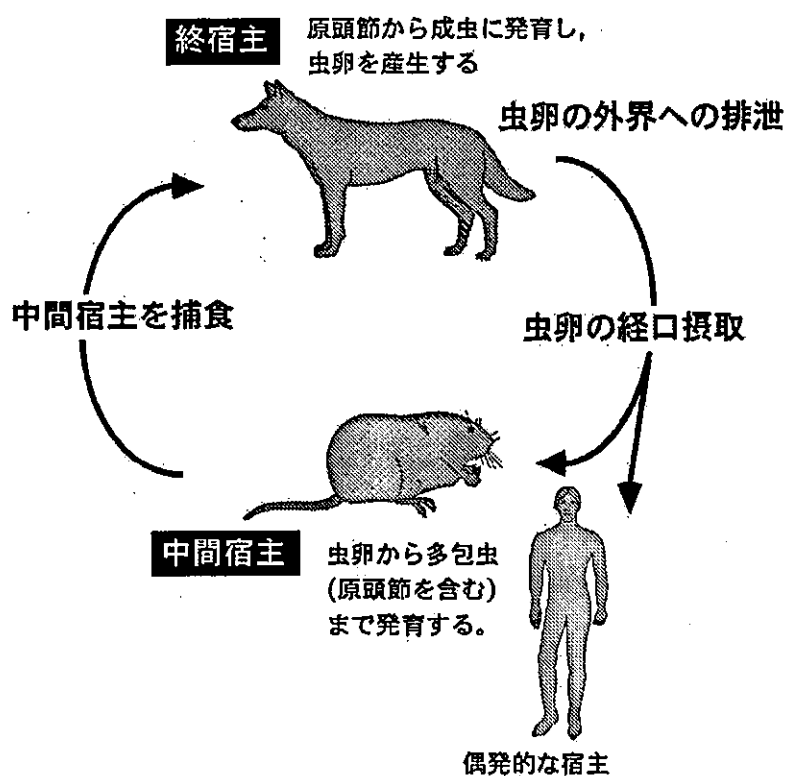 終宿主
原頭節から成虫に発育し,
虫卵を産生する
虫卵の外界への排泄
中間宿主を捕食
虫卵の経口摂取
中間宿主
虫卵から多包虫
(原頭節を含む)
まで発育する。
偶発的な宿主